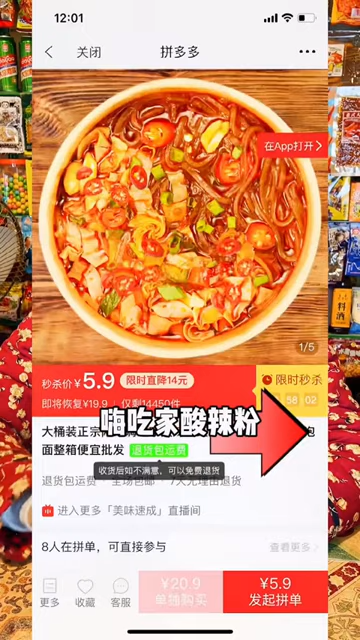 12:01
关闭
拼多多
在App打开
1/5
秒杀价¥5.9 限时直降14元
限时秒杀
即将恢复¥19.9 仅剩14450件
58 02
嗨吃家酸辣粉
大桶装正宗
包
面整箱便宜批发 退货包运费
收货后如不满意，可以免费退货
退货包运费 全场包邮 7天无理由退货
进入更多「美味速成」直播间
8人在拼单，可直接参与
查看更多
¥20.9
¥5.9
更多
收藏
客服
单独购买
发起拼单
料酒